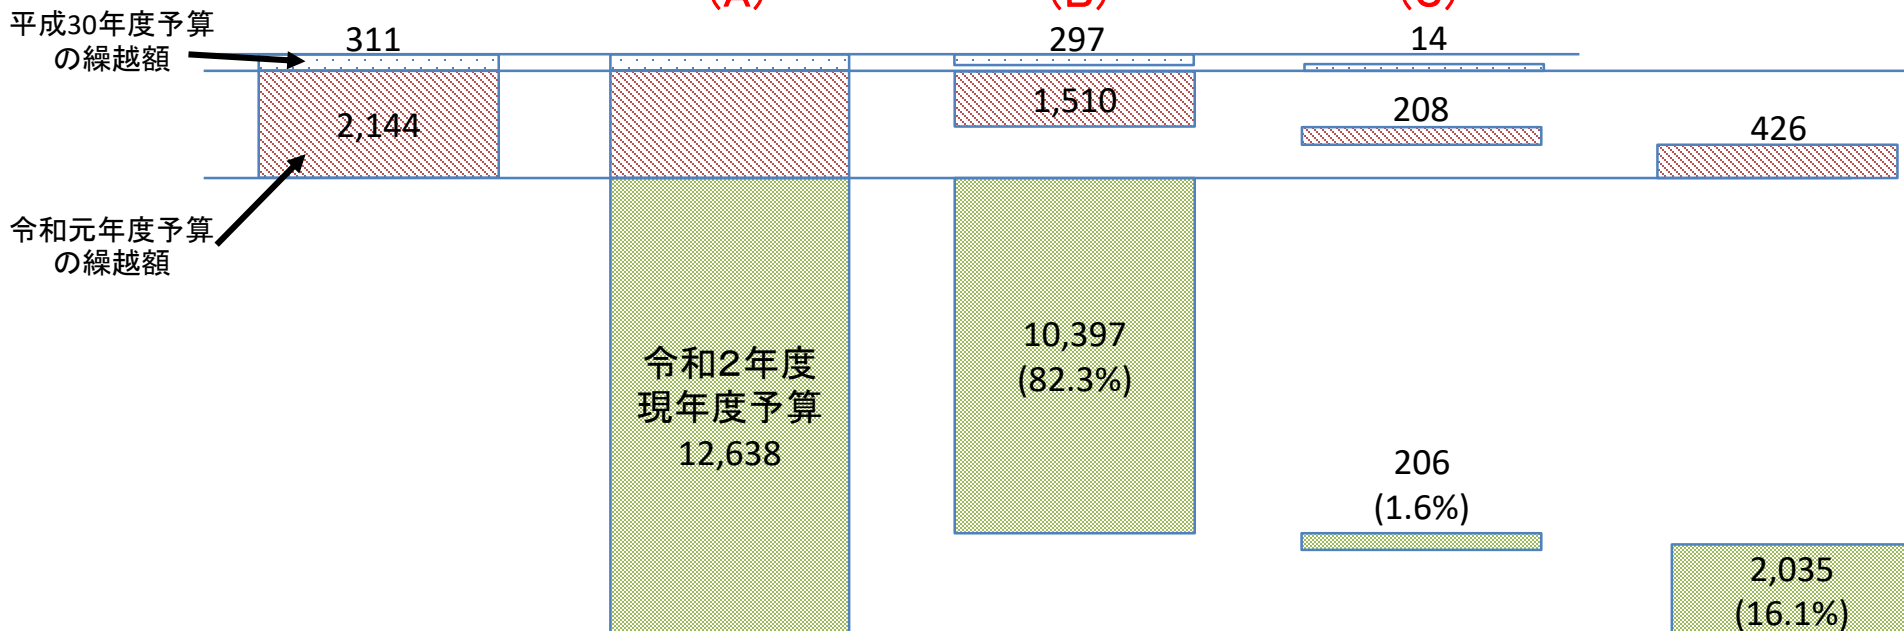 (A)
(B)
(C)
平成30年度予算
の繰越額
311
297
14
2,144
1,510
208
426
令和元年度予算
の繰越額
令和２年度
現年度予算
12,638
10,397
(82.3%)
206
(1.6%)
2,035
(16.1%)